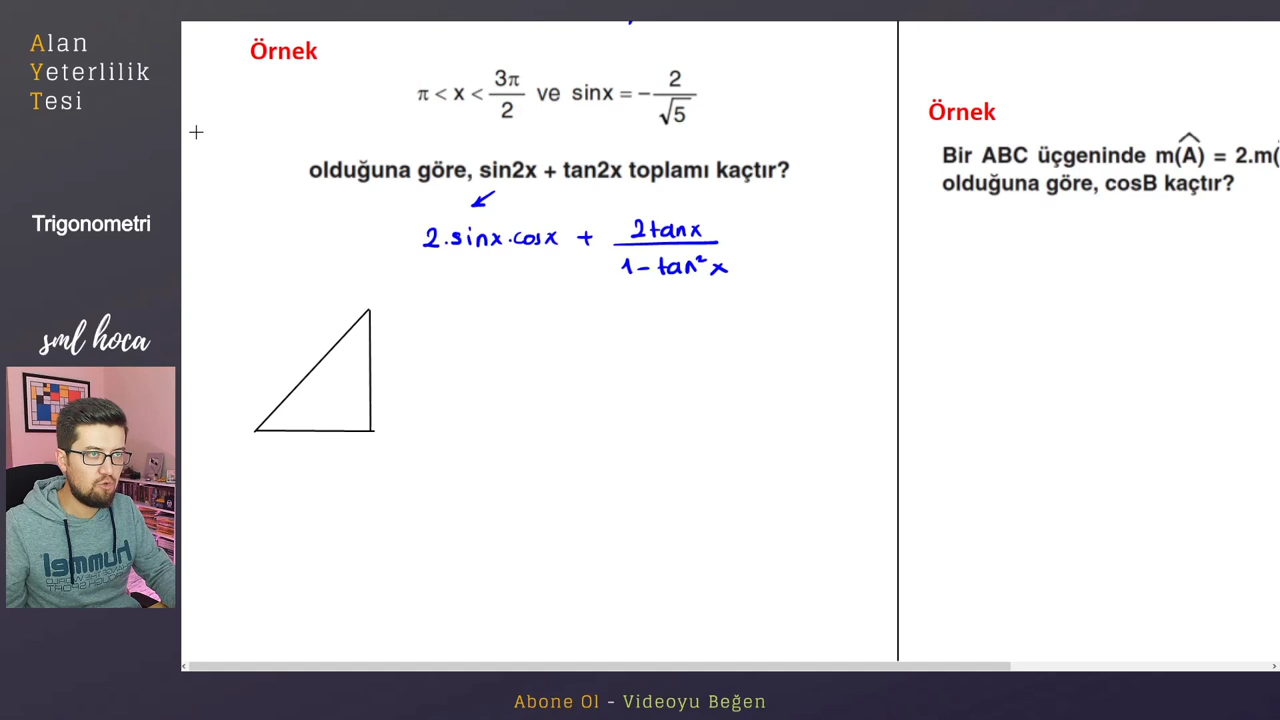 Alan
Yeterlilik
Tesi
Trigonometri
sml hoca
Örnek
π < x < 3π/2 ve sinx = - 2/√5
olduğuna göre, sin2x + tan2x toplamı kaçtır?
2.sinx.cosx + 2tanx/1-tan²x
Örnek
Bir ABC üçgeninde m(A) = 2.m(
olduğuna göre, cosB kaçtır?
hummel
Abone Ol - Videoyu Beğen